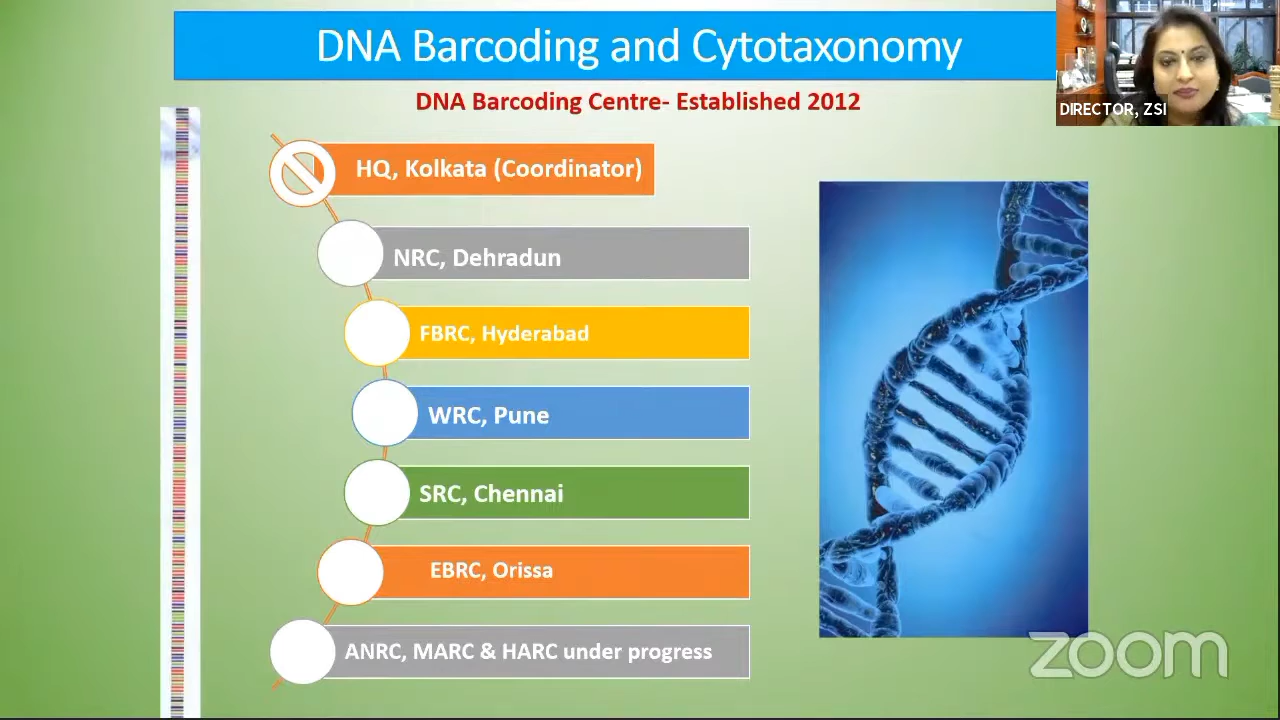 DNA Barcoding and Cytotaxonomy
DIRECTOR, ZSI
DNA Barcoding Centre- Established 2012
HQ, Kolkata (Coordinator)
NRC, Dehradun
FBRC, Hyderabad
WRC, Pune
SRC, Chennai
EBRC, Orissa
ANRC, MARC & HARC under progress
zoom